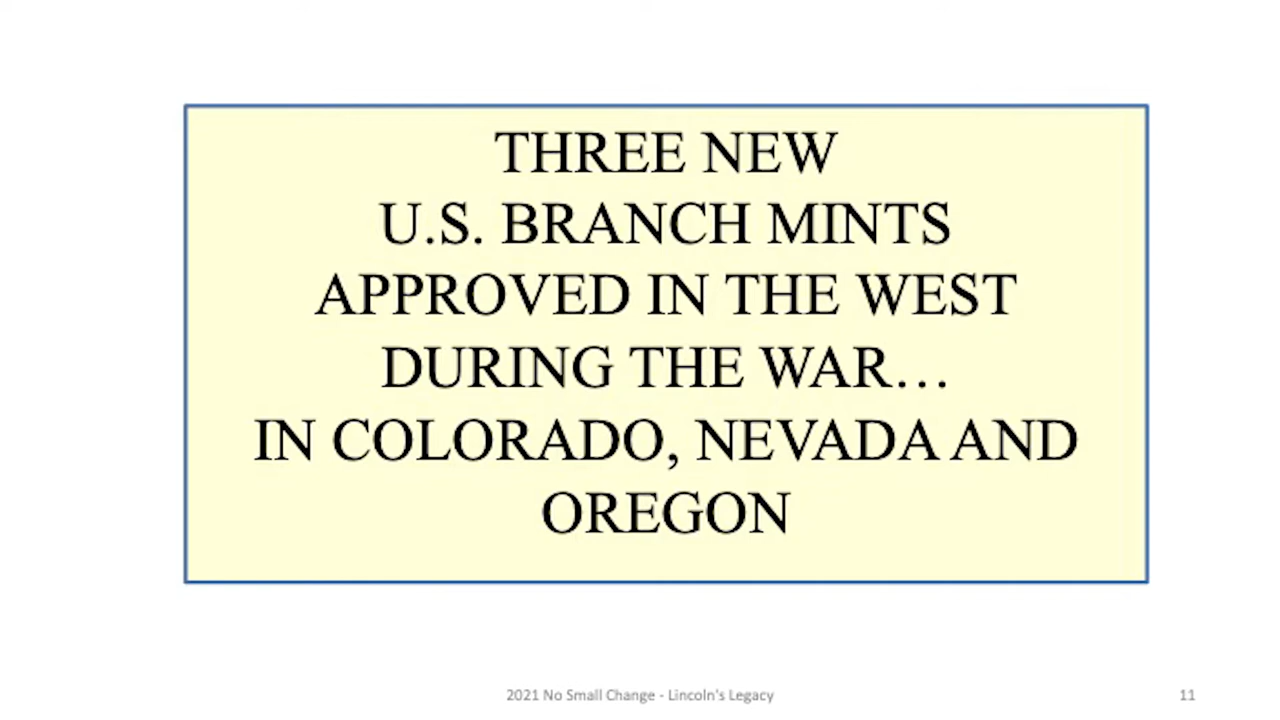 THREE NEW
U.S. BRANCH MINTS
APPROVED IN THE WEST
DURING THE WAR…
IN COLORADO, NEVADA AND
OREGON
2021 No Small Change - Lincoln's Legacy
11